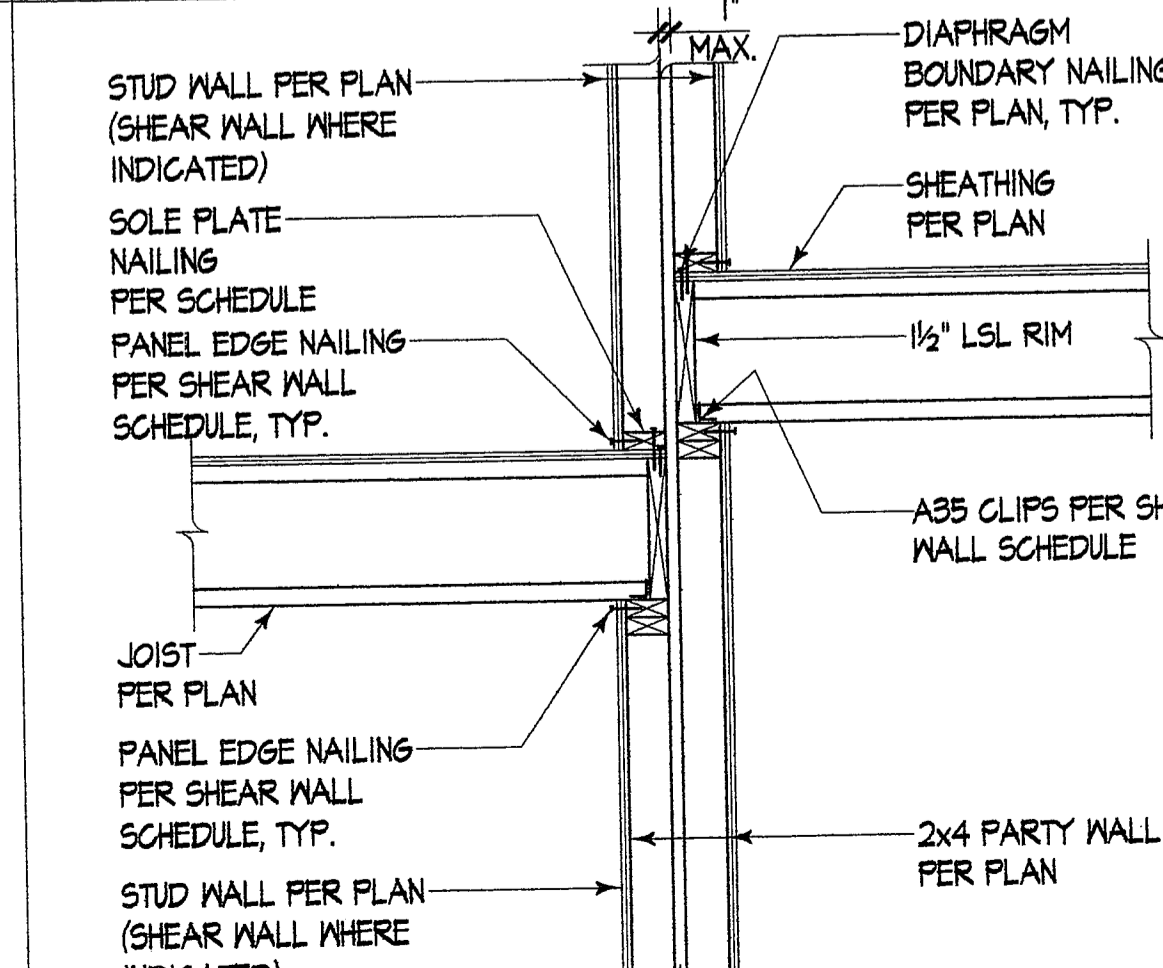 1"
MAX.
STUD WALL PER PLAN
(SHEAR WALL WHERE
INDICATED)
SOLE PLATE
NAILING
PER SCHEDULE
PANEL EDGE NAILING
PER SHEAR WALL
SCHEDULE, TYP.
JOIST
PER PLAN
PANEL EDGE NAILING
PER SHEAR WALL
SCHEDULE, TYP.
STUD WALL PER PLAN
(SHEAR WALL WHERE
DIAPHRAGM
BOUNDARY NAILING
PER PLAN, TYP.
SHEATHING
PER PLAN
1½" LSL RIM
A35 CLIPS PER SH
WALL SCHEDULE
2x4 PARTY WALL
PER PLAN